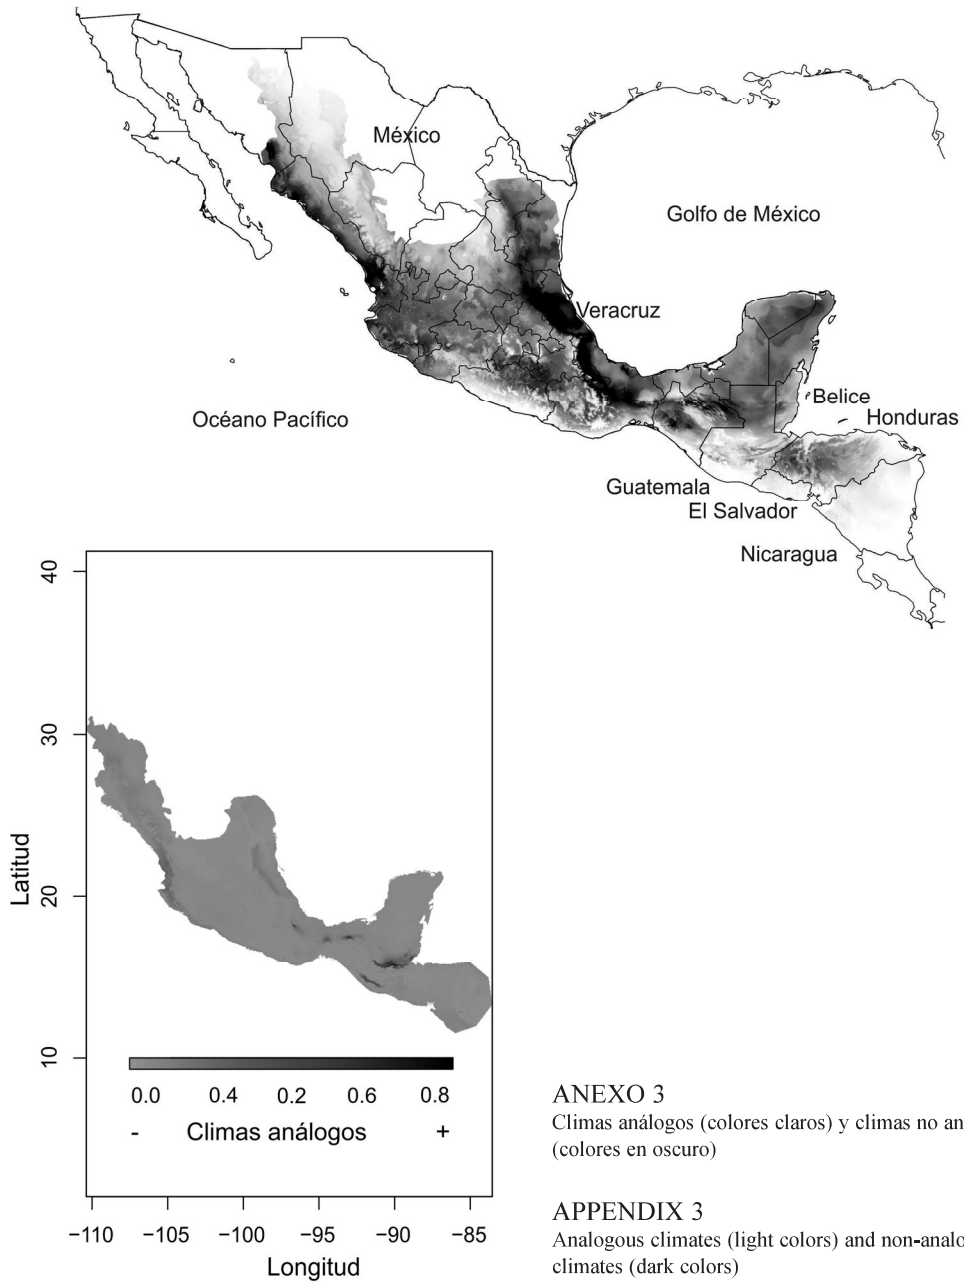 México
Golfo de México
Veracruz
Belice
Honduras
Océano Pacífico
Guatemala
El Salvador
Nicaragua
40
30
20
10
Latitud
0.0 0.4 0.2 0.6 0.8
- Climas análogos +
−110 −105 −100 −95 −90 −85
Longitud
ANEXO 3
Climas análogos (colores claros) y climas no an
(colores en oscuro)
APPENDIX 3
Analogous climates (light colors) and non-analo
climates (dark colors)